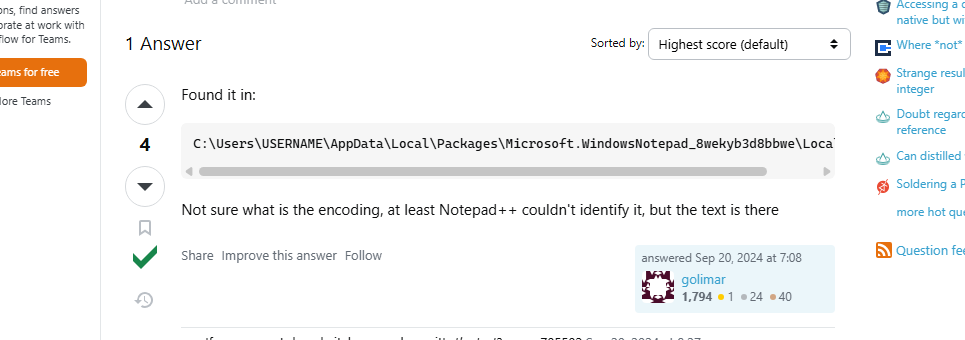 Add a comment
ons, find answers
orate at work with
flow for Teams.
eams for free
lore Teams
1 Answer
Sorted by:
Highest score (default)
Found it in:
4
C:\Users\USERNAME\AppData\Local\Packages\Microsoft.WindowsNotepad_8wekyb3d8bbwe\Local
Not sure what is the encoding, at least Notepad++ couldn't identify it, but the text is there
Share Improve this answer Follow
answered Sep 20, 2024 at 7:08
golimar
1,794 1 24 40
Accessing a
native but wi
Where *not*
Strange resul
integer
Doubt regard
reference
Can distilled
Soldering a P
more hot que
Question fee